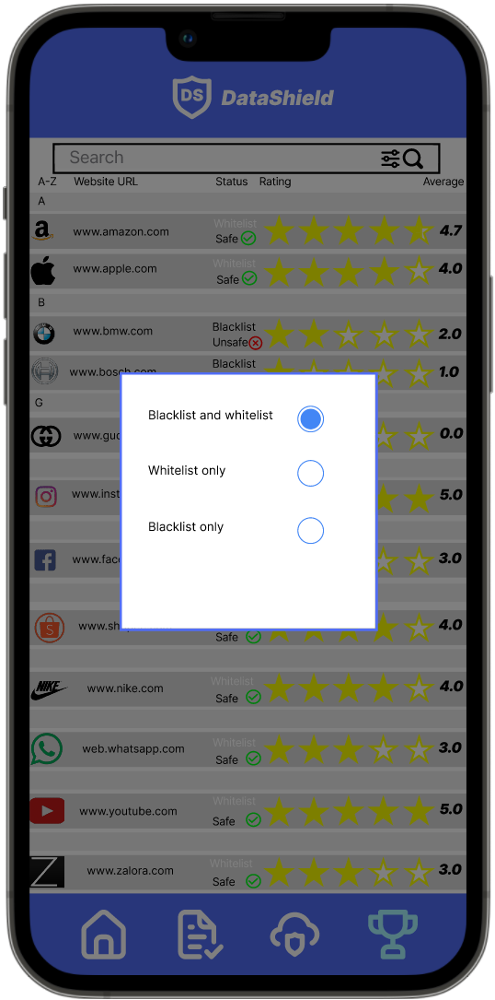 DS DataShield
Search
A-Z Website URL Status Rating Average
A
a www.amazon.com Whitelist Safe 4.7
www.apple.com Whitelist Safe 4.0
B
BMW www.bmw.com Blacklist Unsafe 2.0
www.bosch.com Blacklist 1.0
Blacklist and whitelist
G
www.guc 0.0
Whitelist only
www.inst 5.0
Blacklist only
www.face 3.0
S www.sh Safe 4.0
NIKE www.nike.com Whitelist Safe 4.0
web.whatsapp.com Whitelist Safe 3.0
www.youtube.com Whitelist Safe 5.0
Z www.zalora.com Whitelist Safe 3.0